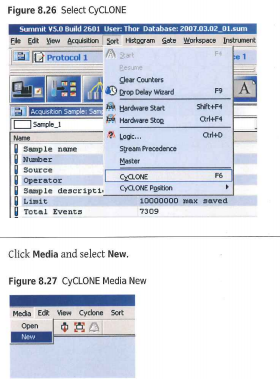 Figure 8.26 Select CyCLONE
Summit V5.0 Build 2601 User: Thor Database: 2007.03.02_01.sum
File Edit View Acquisition Sort Histogram Gate Workspace Instrument
Protocol 1
Start F4
Resume
Clear Counters
Drop Delay Wizard F9
Hardware Start Shift+F4
Hardware Stop Ctrl+F4
Logic... Ctrl+D
Stream Precedence
Master
CyCLONE F6
CyCLONE Position
ce 1
A
Acquisition Sample: Sam
Sample_1
Name
Sample name
Number
Source
Operator
Sample descripti
Limit 10000000 max saved
Total Events 7309
Click Media and select New.
Figure 8.27 CyCLONE Media New
Media Edit View Cyclone Sort
Open
New